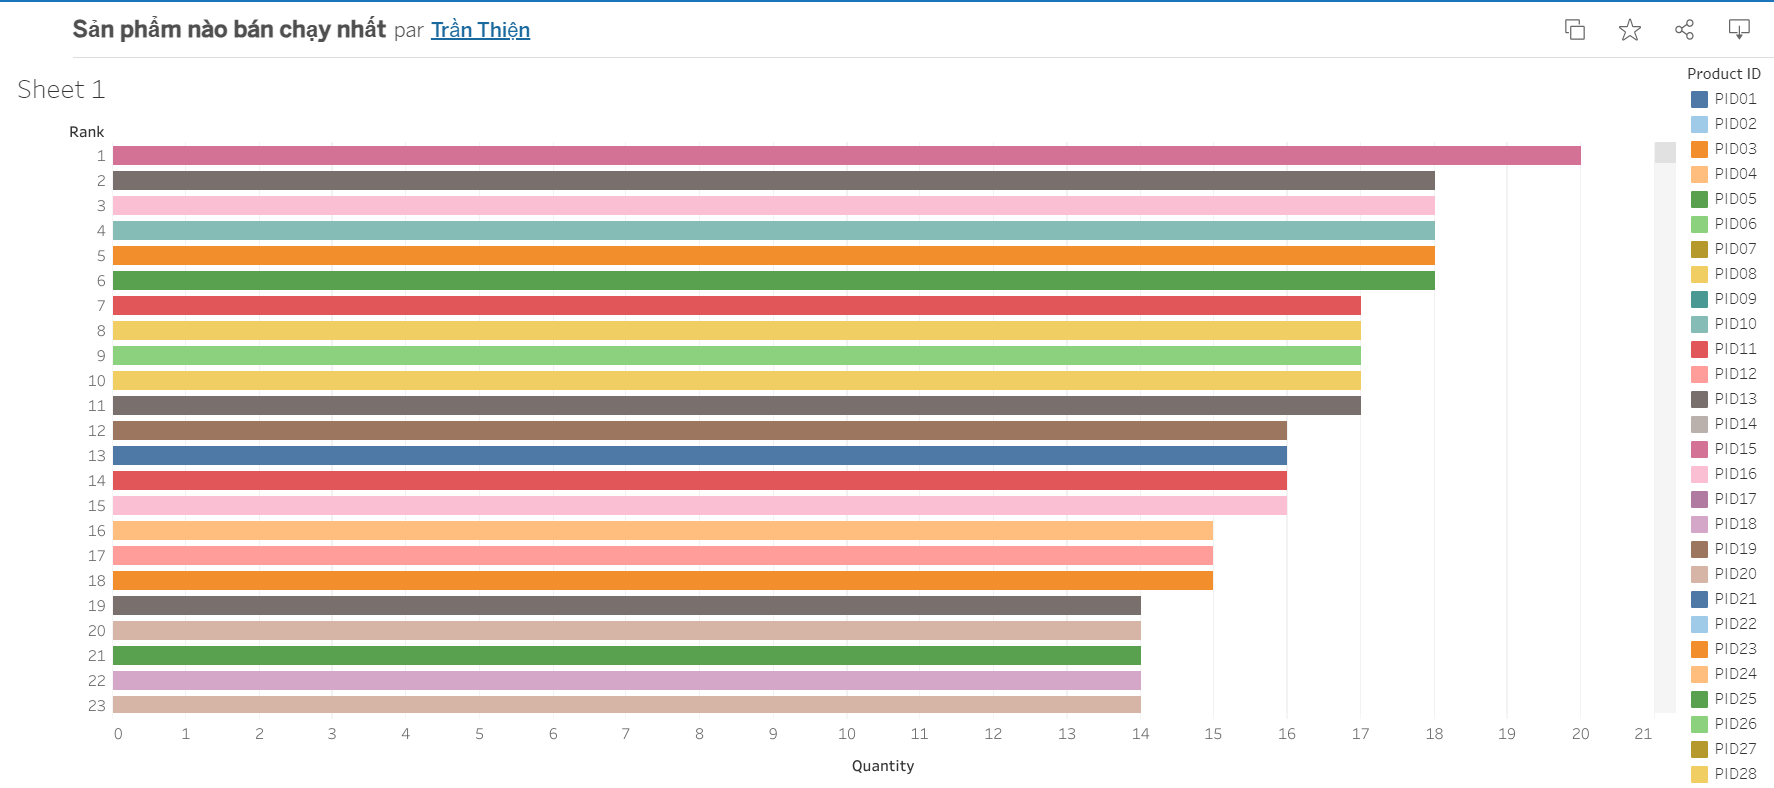 Sản phẩm nào bán chạy nhất par Trần Thiện
Sheet 1
Product ID
PID01
PID02
PID03
PID04
PID05
PID06
PID07
PID08
PID09
PID10
PID11
PID12
PID13
PID14
PID15
PID16
PID17
PID18
PID19
PID20
PID21
PID22
PID23
PID24
PID25
PID26
PID27
PID28
Rank
1
2
3
4
5
6
7
8
9
10
11
12
13
14
15
16
17
18
19
20
21
22
23
0 1 2 3 4 5 6 7 8 9 10 11 12 13 14 15 16 17 18 19 20 21
Quantity